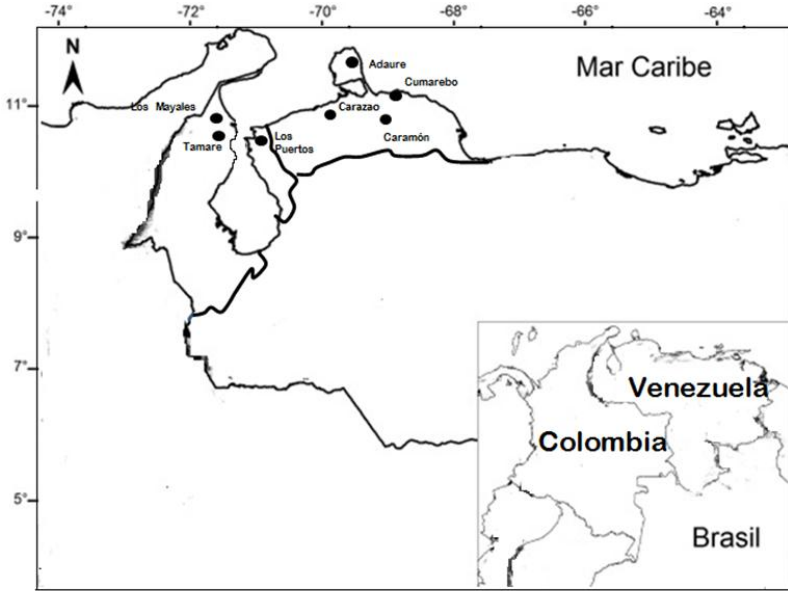 -74° -72° -70° -68° -66° -64°
N
Mar Caribe
Adaure
Cumarebo
11°
Los Mayales
Carazao
Caramón
Tamare
Los
Puertos
9°
7°
5°
Venezuela
Colombia
Brasil